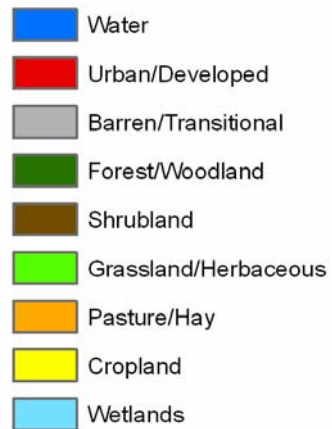 Water
Urban/Developed
Barren/Transitional
Forest/Woodland
Shrubland
Grassland/Herbaceous
Pasture/Hay
Cropland
Wetlands